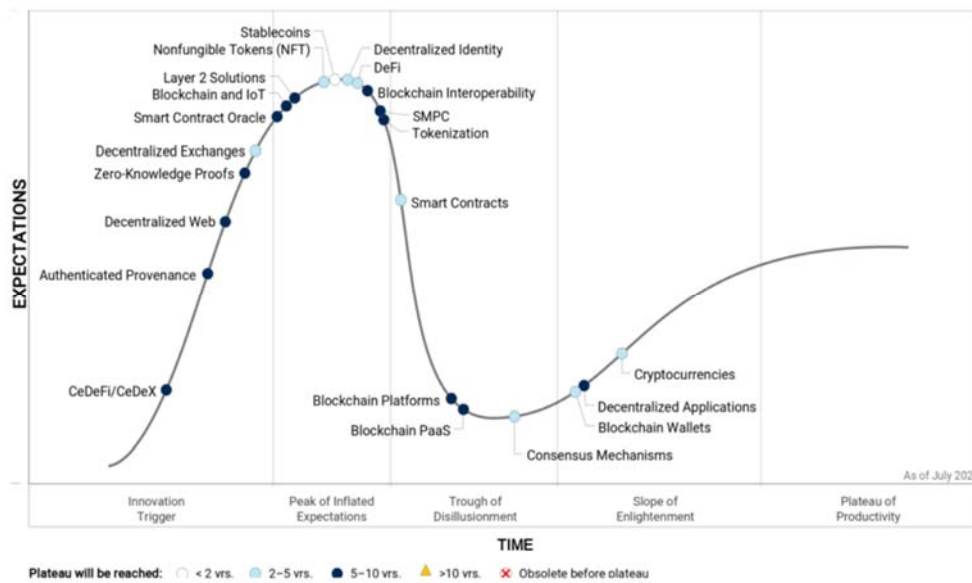 Stablecoins
Nonfungible Tokens (NFT)
Decentralized Identity
DeFi
Layer 2 Solutions
Blockchain and IoT
Blockchain Interoperability
Smart Contract Oracle
SMPC
Tokenization
Decentralized Exchanges
Zero-Knowledge Proofs
Smart Contracts
Decentralized Web
Authenticated Provenance
EXPECTATIONS
CeDeFi/CeDeX
Cryptocurrencies
Blockchain Platforms
Decentralized Applications
Blockchain PaaS
Blockchain Wallets
Consensus Mechanisms
As of July 202
Innovation
Trigger
Peak of Inflated
Expectations
Trough of
Disillusionment
Slope of
Enlightenment
Plateau of
Productivity
TIME
Plateau will be reached: < 2 yrs. 2–5 yrs. 5–10 yrs. >10 yrs. Obsolete before plateau